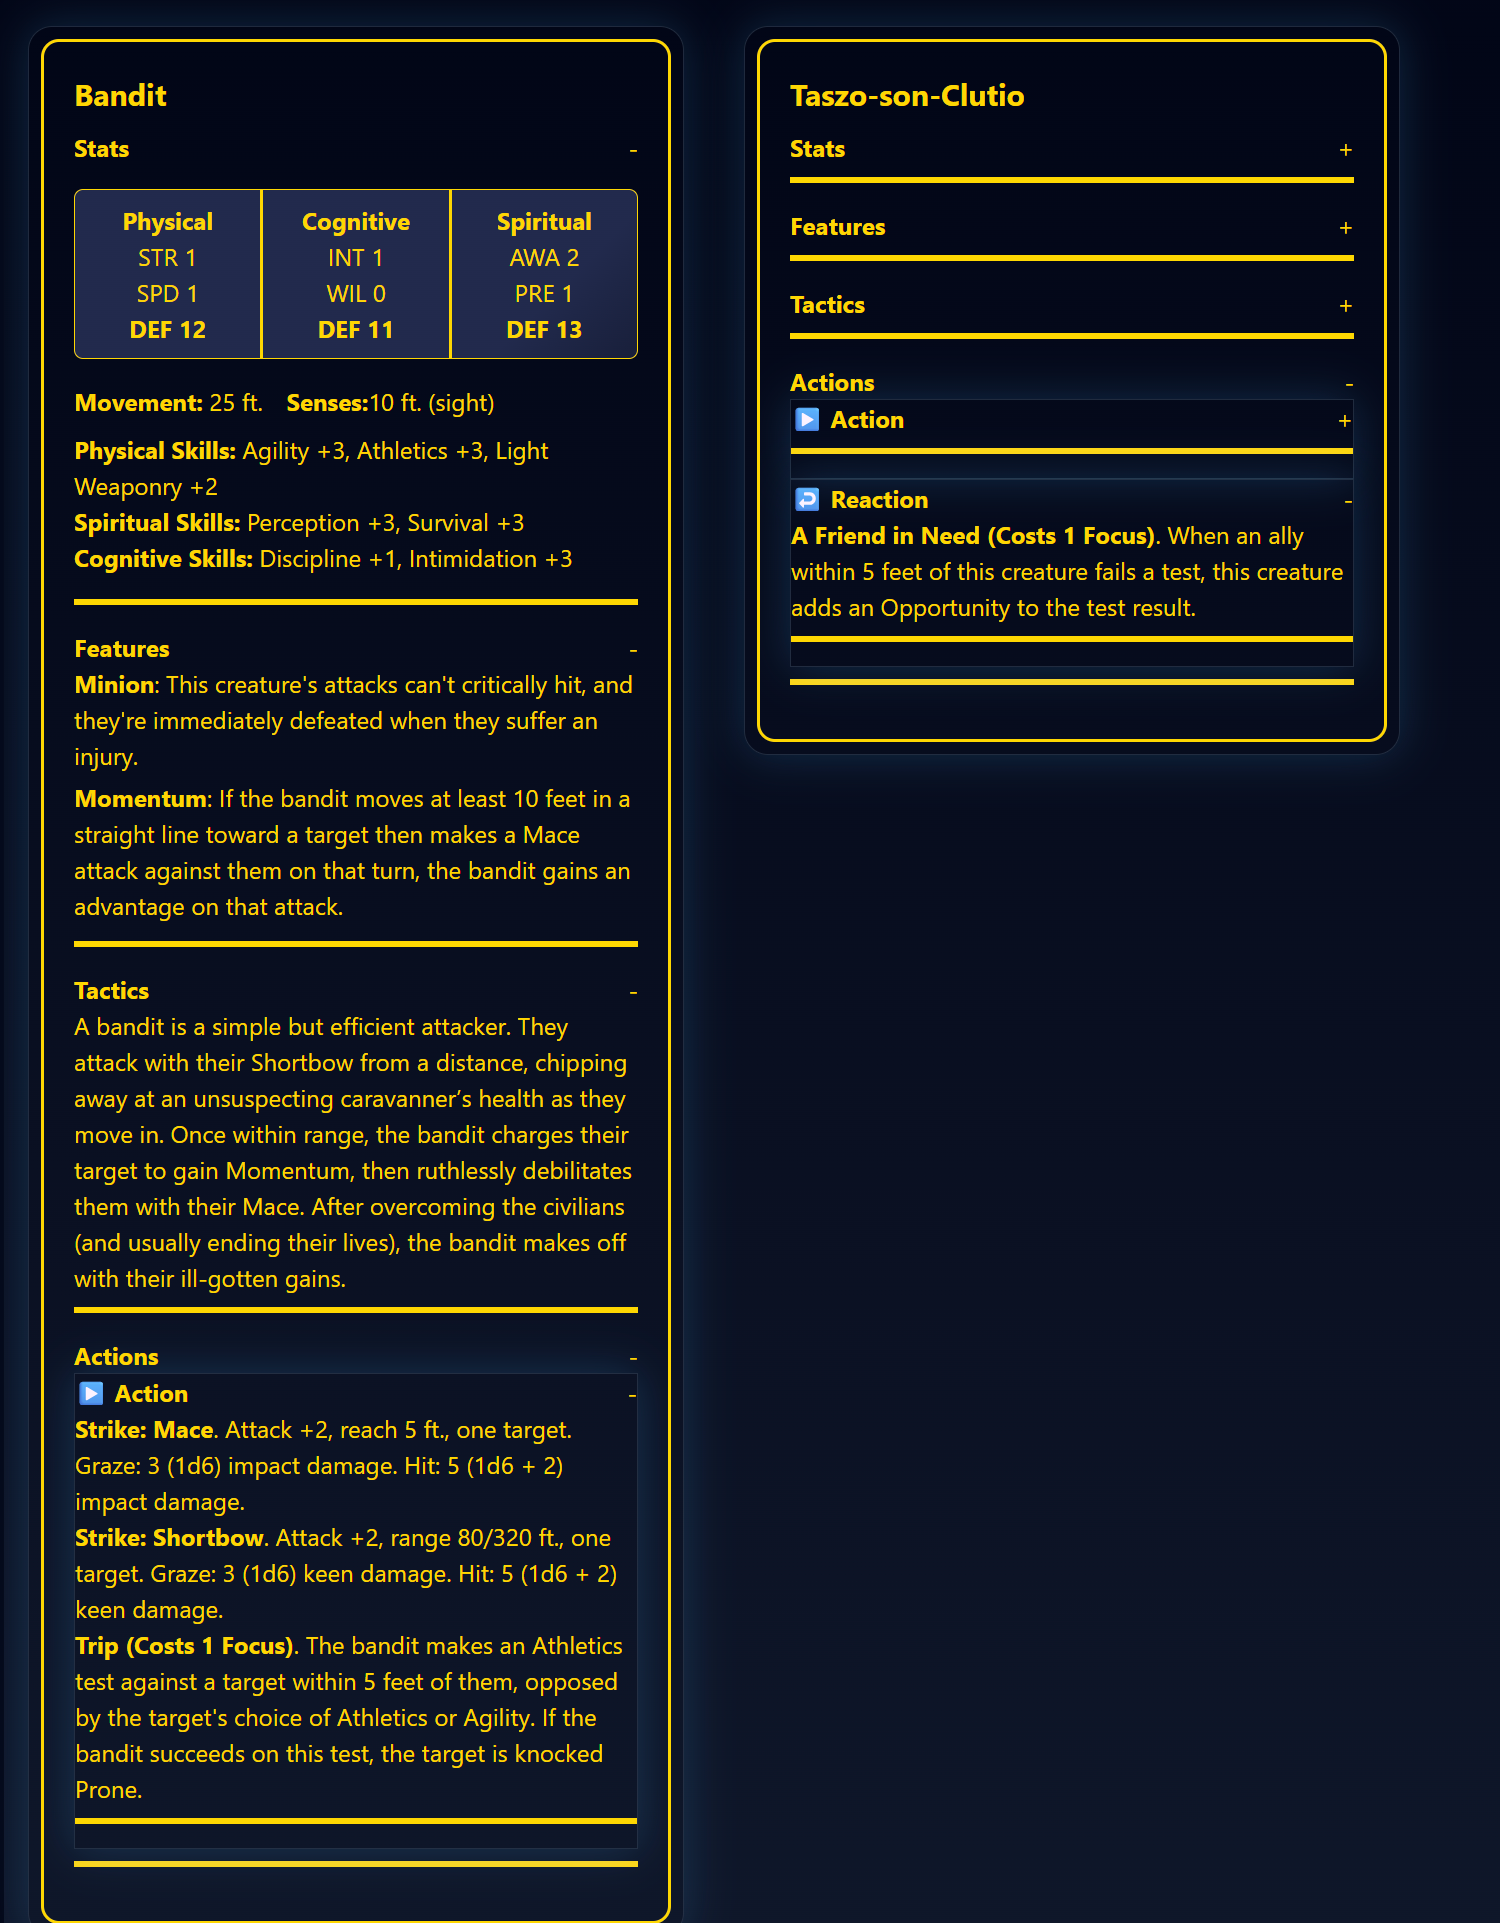 Bandit
Stats -
Physical Cognitive Spiritual
STR 1 INT 1 AWA 2
SPD 1 WIL 0 PRE 1
DEF 12 DEF 11 DEF 13
Movement: 25 ft. Senses:10 ft. (sight)
Physical Skills: Agility +3, Athletics +3, Light
Weaponry +2
Spiritual Skills: Perception +3, Survival +3
Cognitive Skills: Discipline +1, Intimidation +3
Features -
Minion: This creature's attacks can't critically hit, and
they're immediately defeated when they suffer an
injury.
Momentum: If the bandit moves at least 10 feet in a
straight line toward a target then makes a Mace
attack against them on that turn, the bandit gains an
advantage on that attack.
Tactics -
A bandit is a simple but efficient attacker. They
attack with their Shortbow from a distance, chipping
away at an unsuspecting caravanner’s health as they
move in. Once within range, the bandit charges their
target to gain Momentum, then ruthlessly debilitates
them with their Mace. After overcoming the civilians
(and usually ending their lives), the bandit makes off
with their ill-gotten gains.
Actions -
▶️ Action -
Strike: Mace. Attack +2, reach 5 ft., one target.
Graze: 3 (1d6) impact damage. Hit: 5 (1d6 + 2)
impact damage.
Strike: Shortbow. Attack +2, range 80/320 ft., one
target. Graze: 3 (1d6) keen damage. Hit: 5 (1d6 + 2)
keen damage.
Trip (Costs 1 Focus). The bandit makes an Athletics
test against a target within 5 feet of them, opposed
by the target's choice of Athletics or Agility. If the
bandit succeeds on this test, the target is knocked
Prone.
Taszo-son-Clutio
Stats +
Features +
Tactics +
Actions -
▶️ Action +
↩️ Reaction -
A Friend in Need (Costs 1 Focus). When an ally
within 5 feet of this creature fails a test, this creature
adds an Opportunity to the test result.